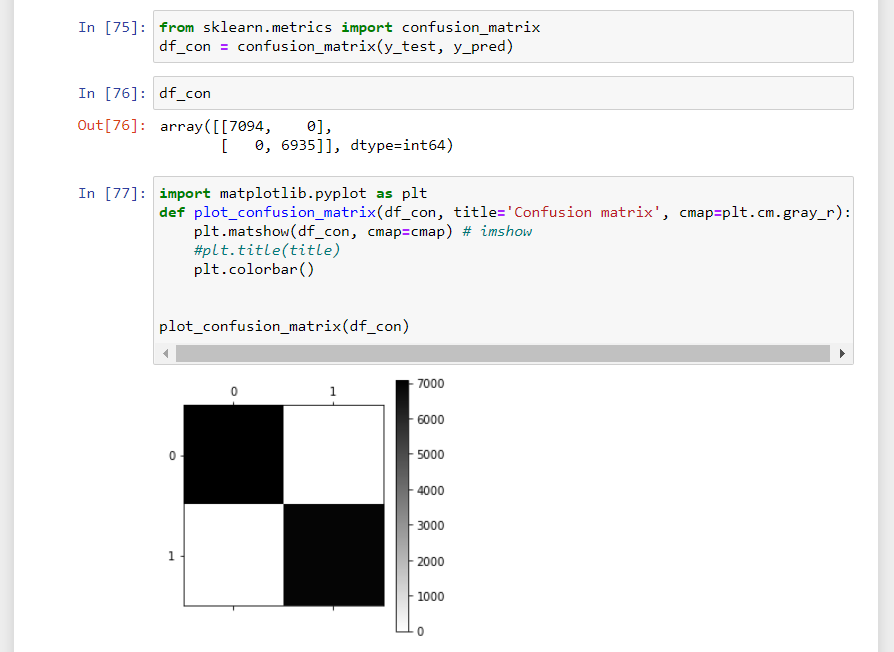 In [75]: from sklearn.metrics import confusion_matrix
df_con = confusion_matrix(y_test, y_pred)
In [76]: df_con
Out[76]: array([[7094,    0],
       [   0, 6935]], dtype=int64)
In [77]: import matplotlib.pyplot as plt
def plot_confusion_matrix(df_con, title='Confusion matrix', cmap=plt.cm.gray_r):
    plt.matshow(df_con, cmap=cmap) # imshow
    #plt.title(title)
    plt.colorbar()
plot_confusion_matrix(df_con)
0 1
0
1
7000
6000
5000
4000
3000
2000
1000
0